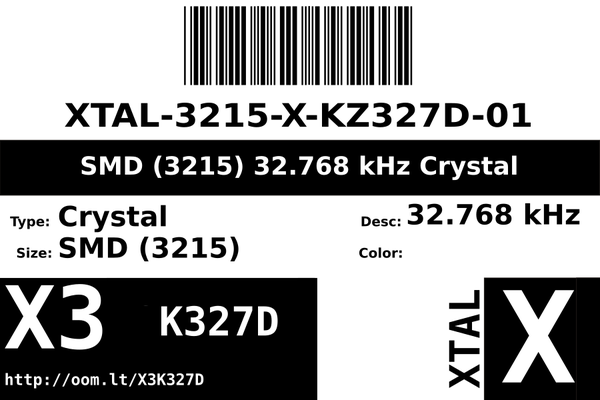 XTAL-3215-X-KZ327D-01
SMD (3215) 32.768 kHz Crystal
Type: Crystal
Desc: 32.768 kHz
Size: SMD (3215)
Color:
X3
K327D
http://oom.lt/X3K327D
XTAL
X